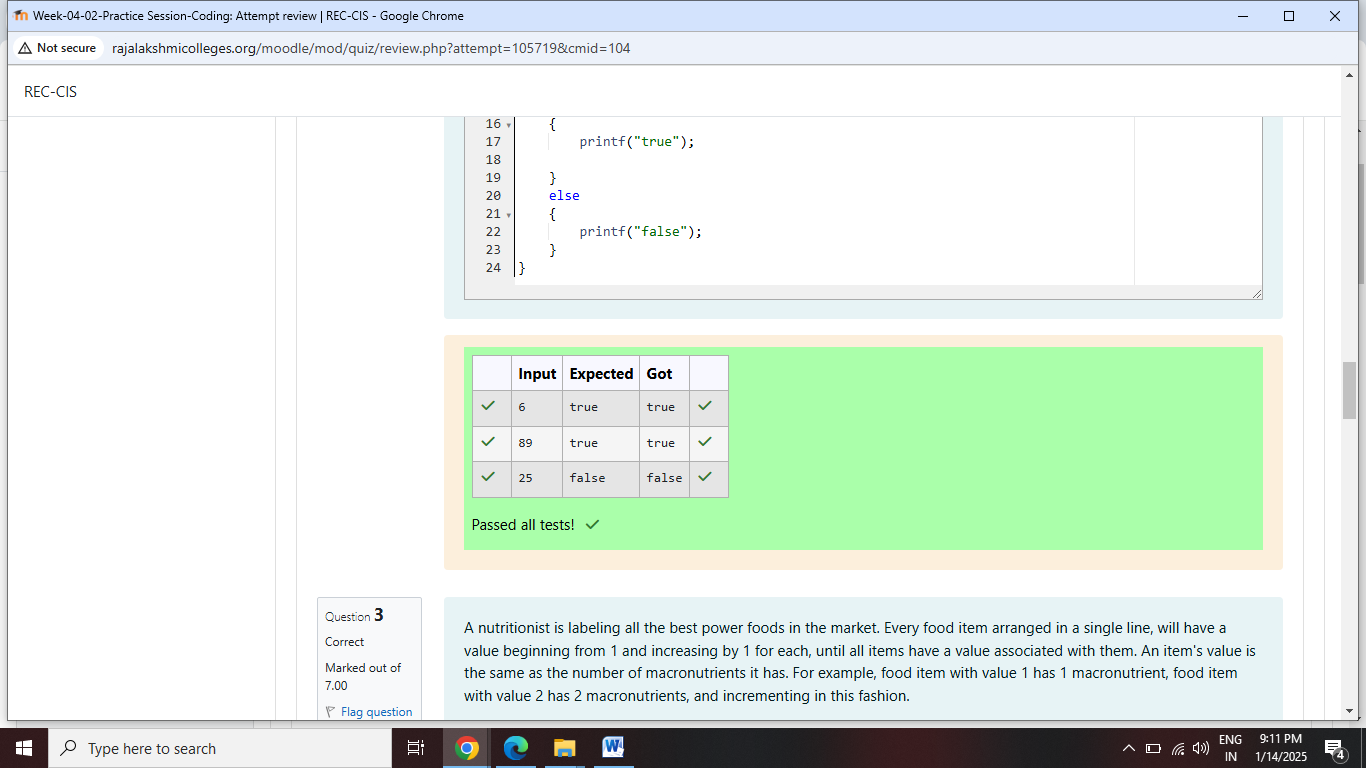 Week-04-02-Practice Session-Coding: Attempt review | REC-CIS - Google Chrome
Not secure rajalakshmicolleges.org/moodle/mod/quiz/review.php?attempt=105719&cmid=104
REC-CIS
16 {
17 printf("true");
18
19 }
20 else
21 {
22 printf("false");
23 }
24 }
Input Expected Got
6 true true
89 true true
25 false false
Passed all tests!
Question 3
Correct
Marked out of
7.00
Flag question
A nutritionist is labeling all the best power foods in the market. Every food item arranged in a single line, will have a
value beginning from 1 and increasing by 1 for each, until all items have a value associated with them. An item's value is
the same as the number of macronutrients it has. For example, food item with value 1 has 1 macronutrient, food item
with value 2 has 2 macronutrients, and incrementing in this fashion.
Type here to search
ENG
IN
9:11 PM
1/14/2025
4